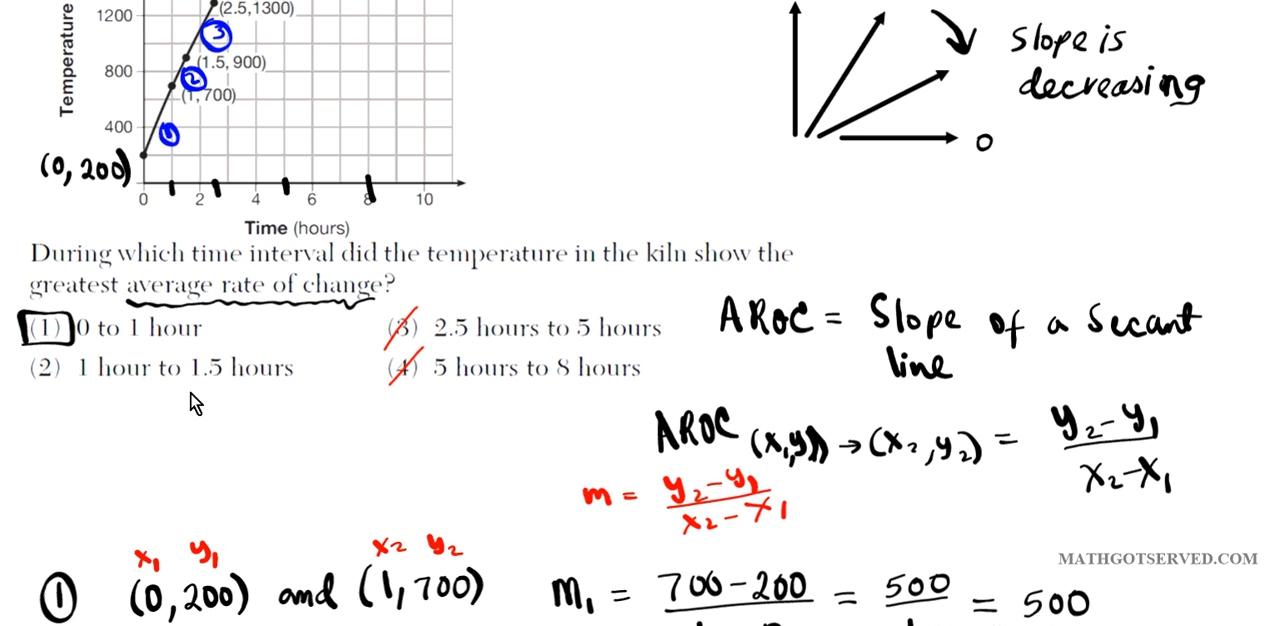 1200
(2.5,1300)
3
(1.5, 900)
800
2
(1, 700)
Temperature
400
(0, 200)
0 2 4 6 8 10
Time (hours)
slope is
decreasing
0
During which time interval did the temperature in the kiln show the
greatest average rate of change?
(1) 0 to 1 hour
(3) 2.5 hours to 5 hours
(2) 1 hour to 1.5 hours
(4) 5 hours to 8 hours
AROC = Slope of a Secant
line
AROC (x₁,y₁) → (x₂,y₂) = y₂-y₁
x₂-x₁
m = y₂-y₁
x₂-x₁
MATHGOTSERVED.COM
x₁ y₁ x₂ y₂
1 (0,200) and (1,700) m₁ = 700-200 = 500 = 500